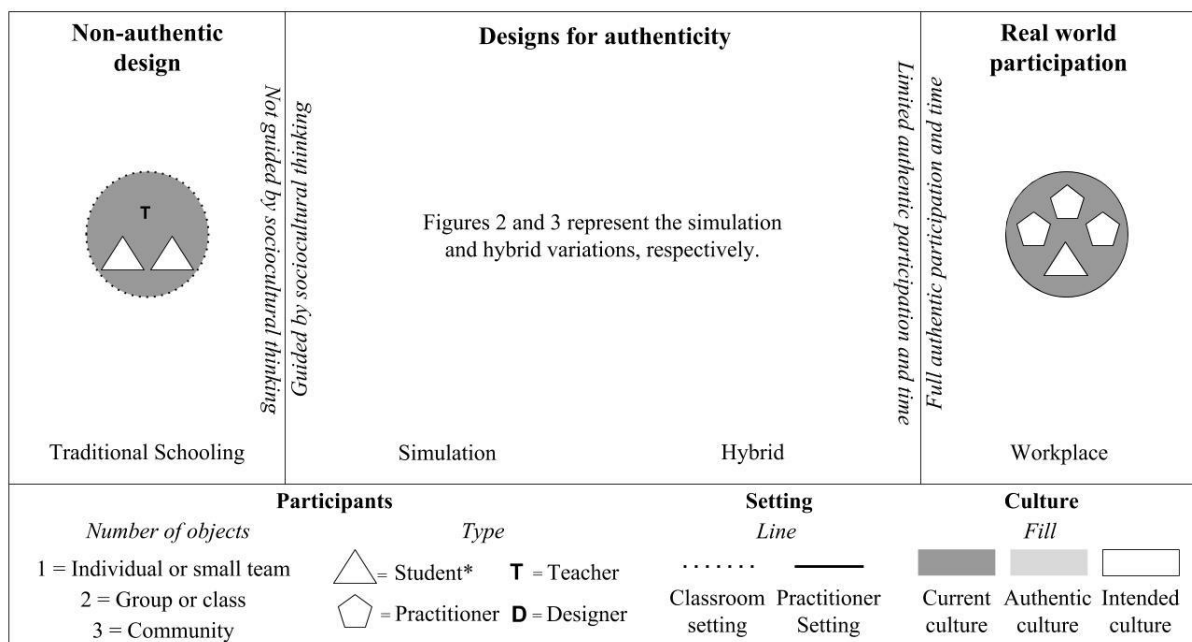 Non-authentic
design
Designs for authenticity
Real world
participation
Not guided by sociocultural thinking
Guided by sociocultural thinking
Limited authentic participation and time
Full authentic participation and time
T
Figures 2 and 3 represent the simulation
and hybrid variations, respectively.
Traditional Schooling
Simulation
Hybrid
Workplace
Participants
Setting
Culture
Number of objects
Type
Line
Fill
1 = Individual or small team
2 = Group or class
3 = Community
= Student*
T = Teacher
= Practitioner
D = Designer
Classroom
setting
Practitioner
Setting
Current
culture
Authentic
culture
Intended
culture